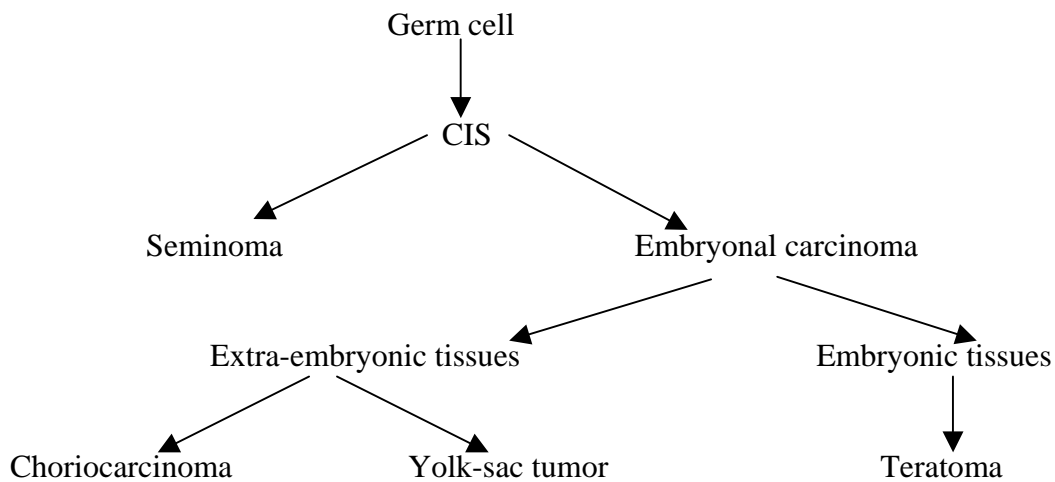 Germ cell
CIS
Seminoma
Embryonal carcinoma
Extra-embryonic tissues
Embryonic tissues
Choriocarcinoma
Yolk-sac tumor
Teratoma